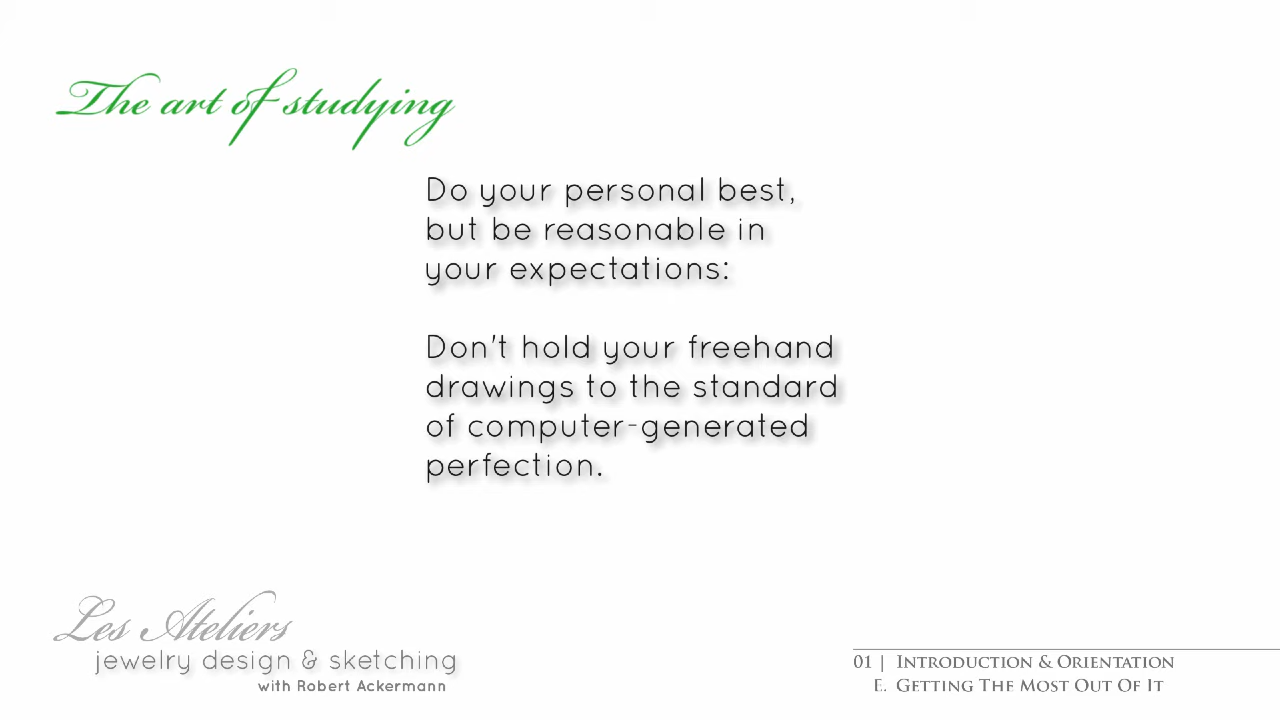 The art of studying
Do your personal best,
but be reasonable in
your expectations:
Don't hold your freehand
drawings to the standard
of computer-generated
perfection.
Les Ateliers
jewelry design & sketching
with Robert Ackermann
01 | Introduction & Orientation
E. Getting The Most Out Of It